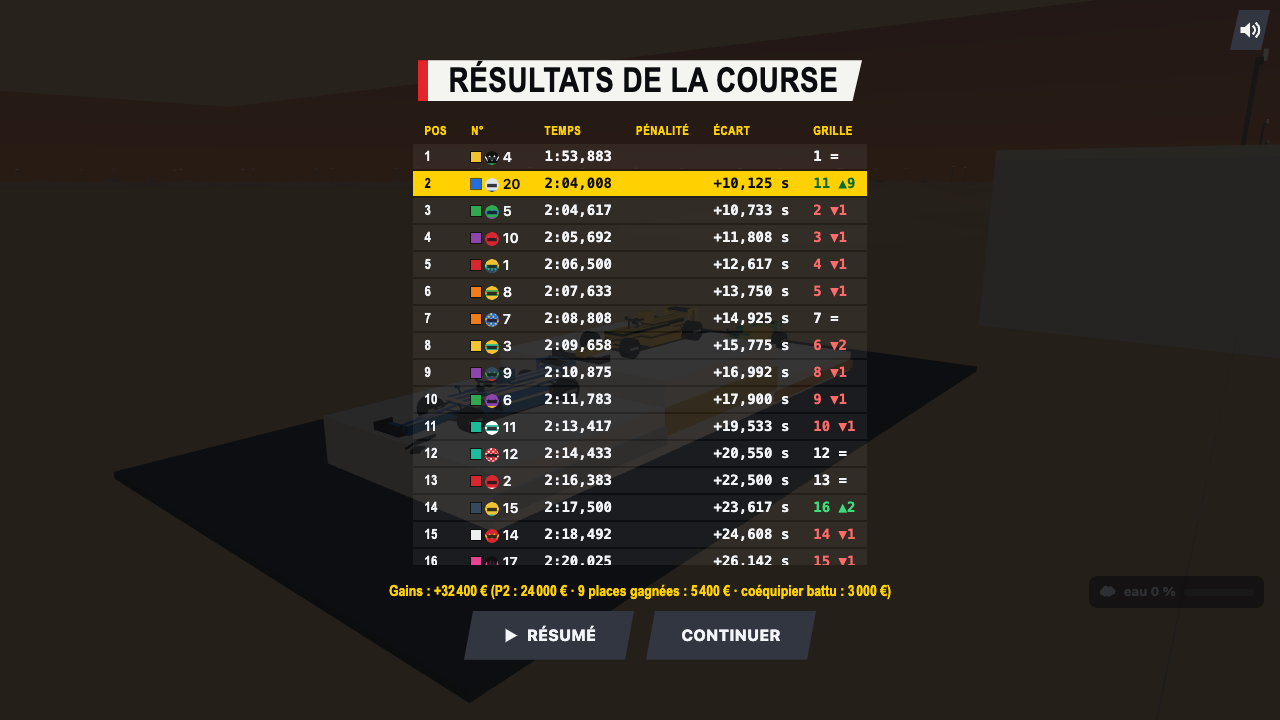 RÉSULTATS DE LA COURSE
POS N° TEMPS PÉNALITÉ ÉCART GRILLE
1 4 1:53,883 1 =
2 20 2:04,008 +10,125 s 11 ▲9
3 5 2:04,617 +10,733 s 2 ▼1
4 10 2:05,692 +11,808 s 3 ▼1
5 1 2:06,500 +12,617 s 4 ▼1
6 8 2:07,633 +13,750 s 5 ▼1
7 7 2:08,808 +14,925 s 7 =
8 3 2:09,658 +15,775 s 6 ▼2
9 9 2:10,875 +16,992 s 8 ▼1
10 6 2:11,783 +17,900 s 9 ▼1
11 11 2:13,417 +19,533 s 10 ▼1
12 12 2:14,433 +20,550 s 12 =
13 2 2:16,383 +22,500 s 13 =
14 15 2:17,500 +23,617 s 16 ▲2
15 14 2:18,492 +24,608 s 14 ▼1
16 17 2:20,025 +26,142 s 15 ▼1
Gains : +32 400 € (P2 : 24 000 € · 9 places gagnées : 5 400 € · coéquipier battu : 3 000 €)
eau 0 %
▶ RÉSUMÉ CONTINUER